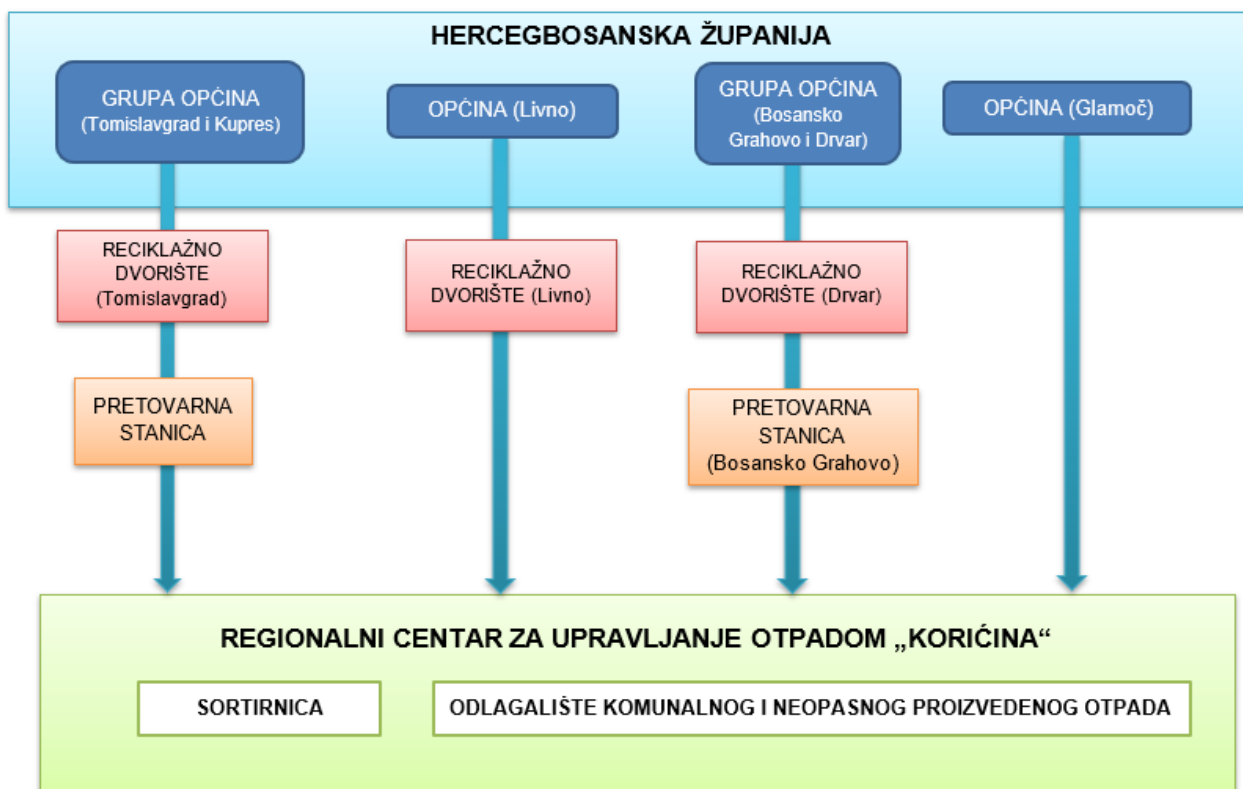 HERCEGBOSANSKA ŽUPANIJA
GRUPA OPĆINA
(Tomislavgrad i Kupres)
OPĆINA (Livno)
GRUPA OPĆINA
(Bosansko
Grahovo i Drvar)
OPĆINA (Glamoč)
RECIKLAŽNO
DVORIŠTE
(Tomislavgrad)
RECIKLAŽNO
DVORIŠTE (Livno)
RECIKLAŽNO
DVORIŠTE (Drvar)
PRETOVARNA
STANICA
PRETOVARNA
STANICA
(Bosansko Grahovo)
REGIONALNI CENTAR ZA UPRAVLJANJE OTPADOM „KORIĆINA“
SORTIRNICA
ODLAGALIŠTE KOMUNALNOG I NEOPASNOG PROIZVEDENOG OTPADA